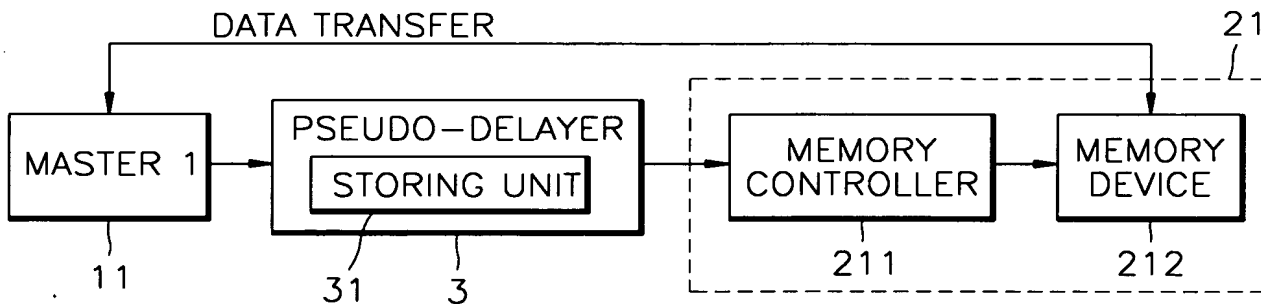 DATA TRANSFER
21
MASTER 1
PSEUDO-DELAYER
STORING UNIT
MEMORY
CONTROLLER
MEMORY
DEVICE
11
31
3
211
212